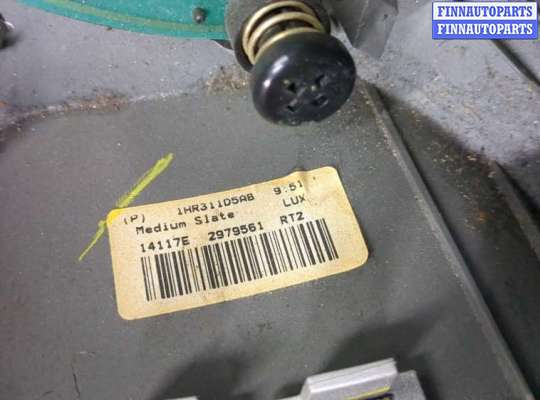 FINNAUTOPARTS
FINNAUTOPARTS
(P) 1HR311D5AB 9:51
Medium Slate LUX
14117E 2979561 RT2